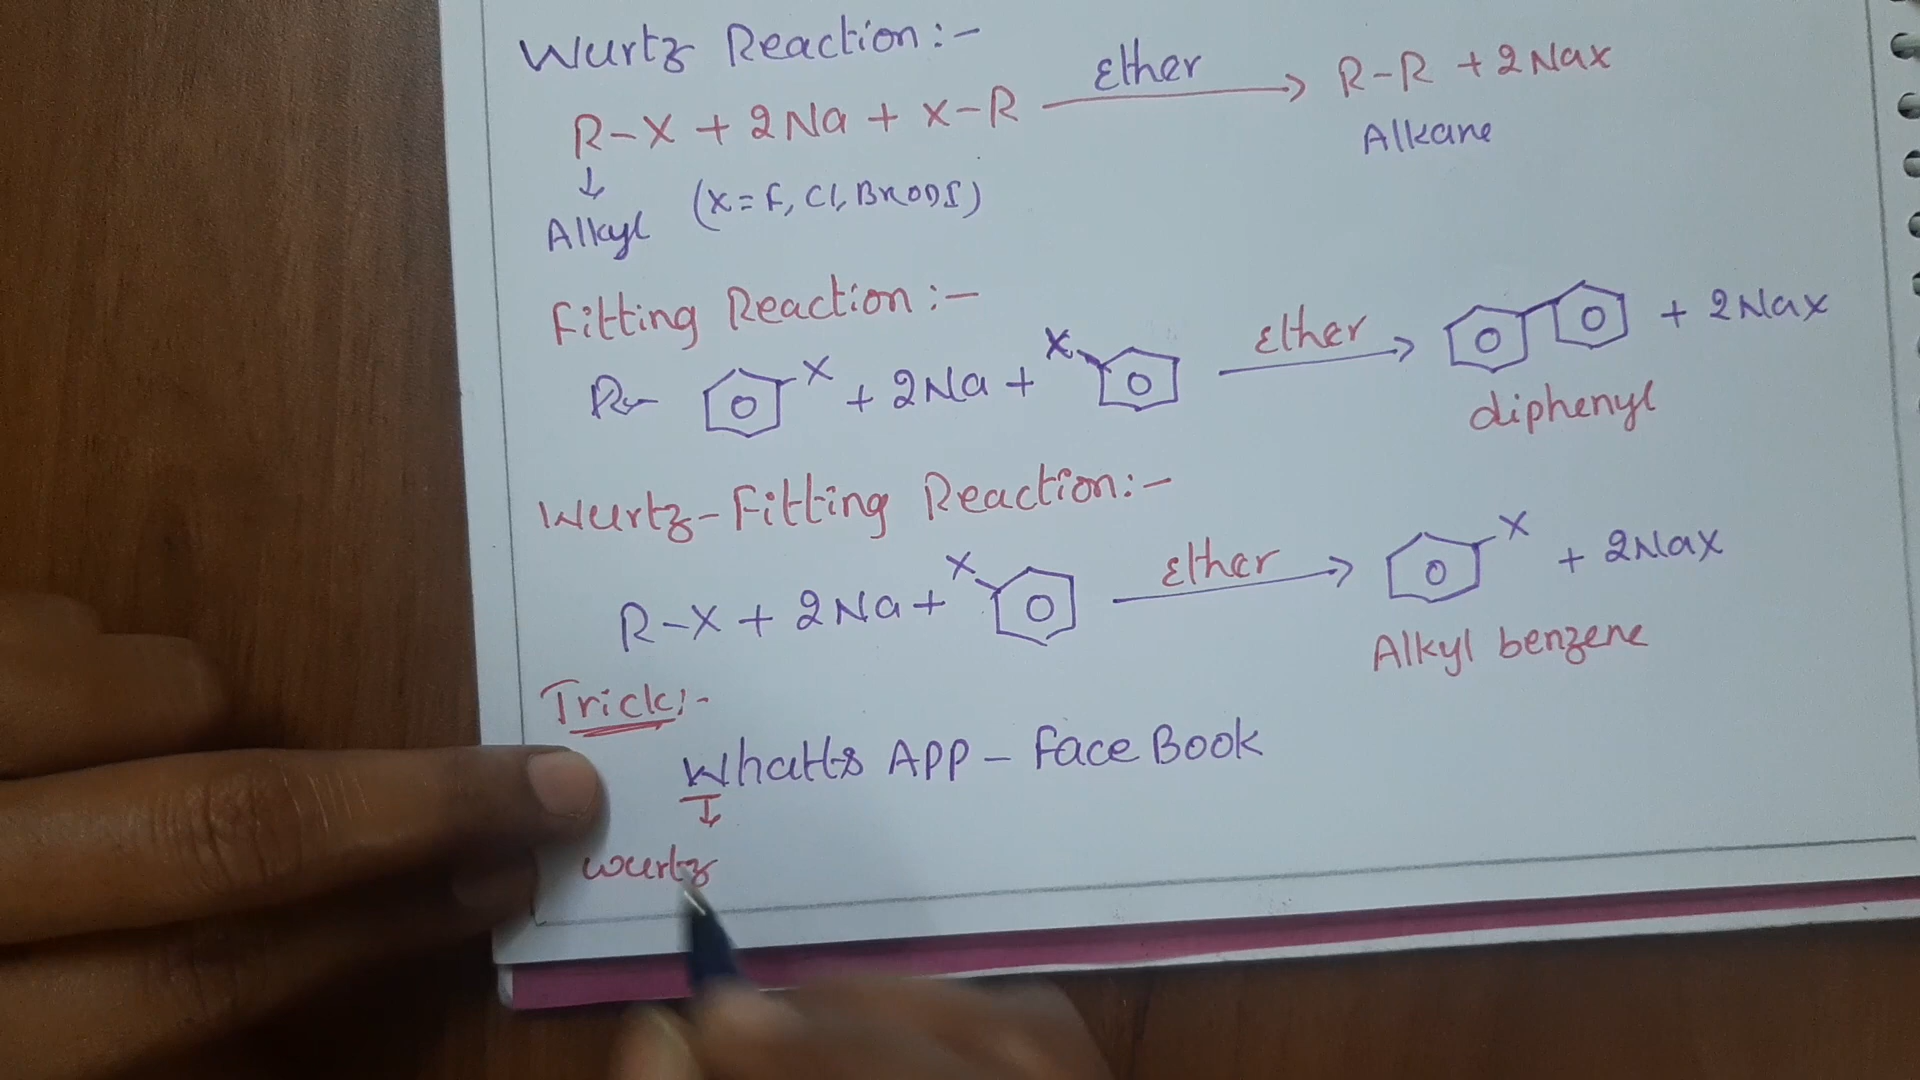 Wurtz Reaction:-
R-X + 2Na + X-R Ether → R-R + 2Nax
↓ Alkane
Alkyl (X=F, Cl, Br or I)
Fitting Reaction:-
X + 2Na + X Ether → + 2Nax
diphenyl
Wurtz-Fitting Reaction:-
R-X + 2Na + X Ether → X + 2Nax
Alkyl benzene
Trick:-
Whatts APP - Face Book
↓
Wurtz